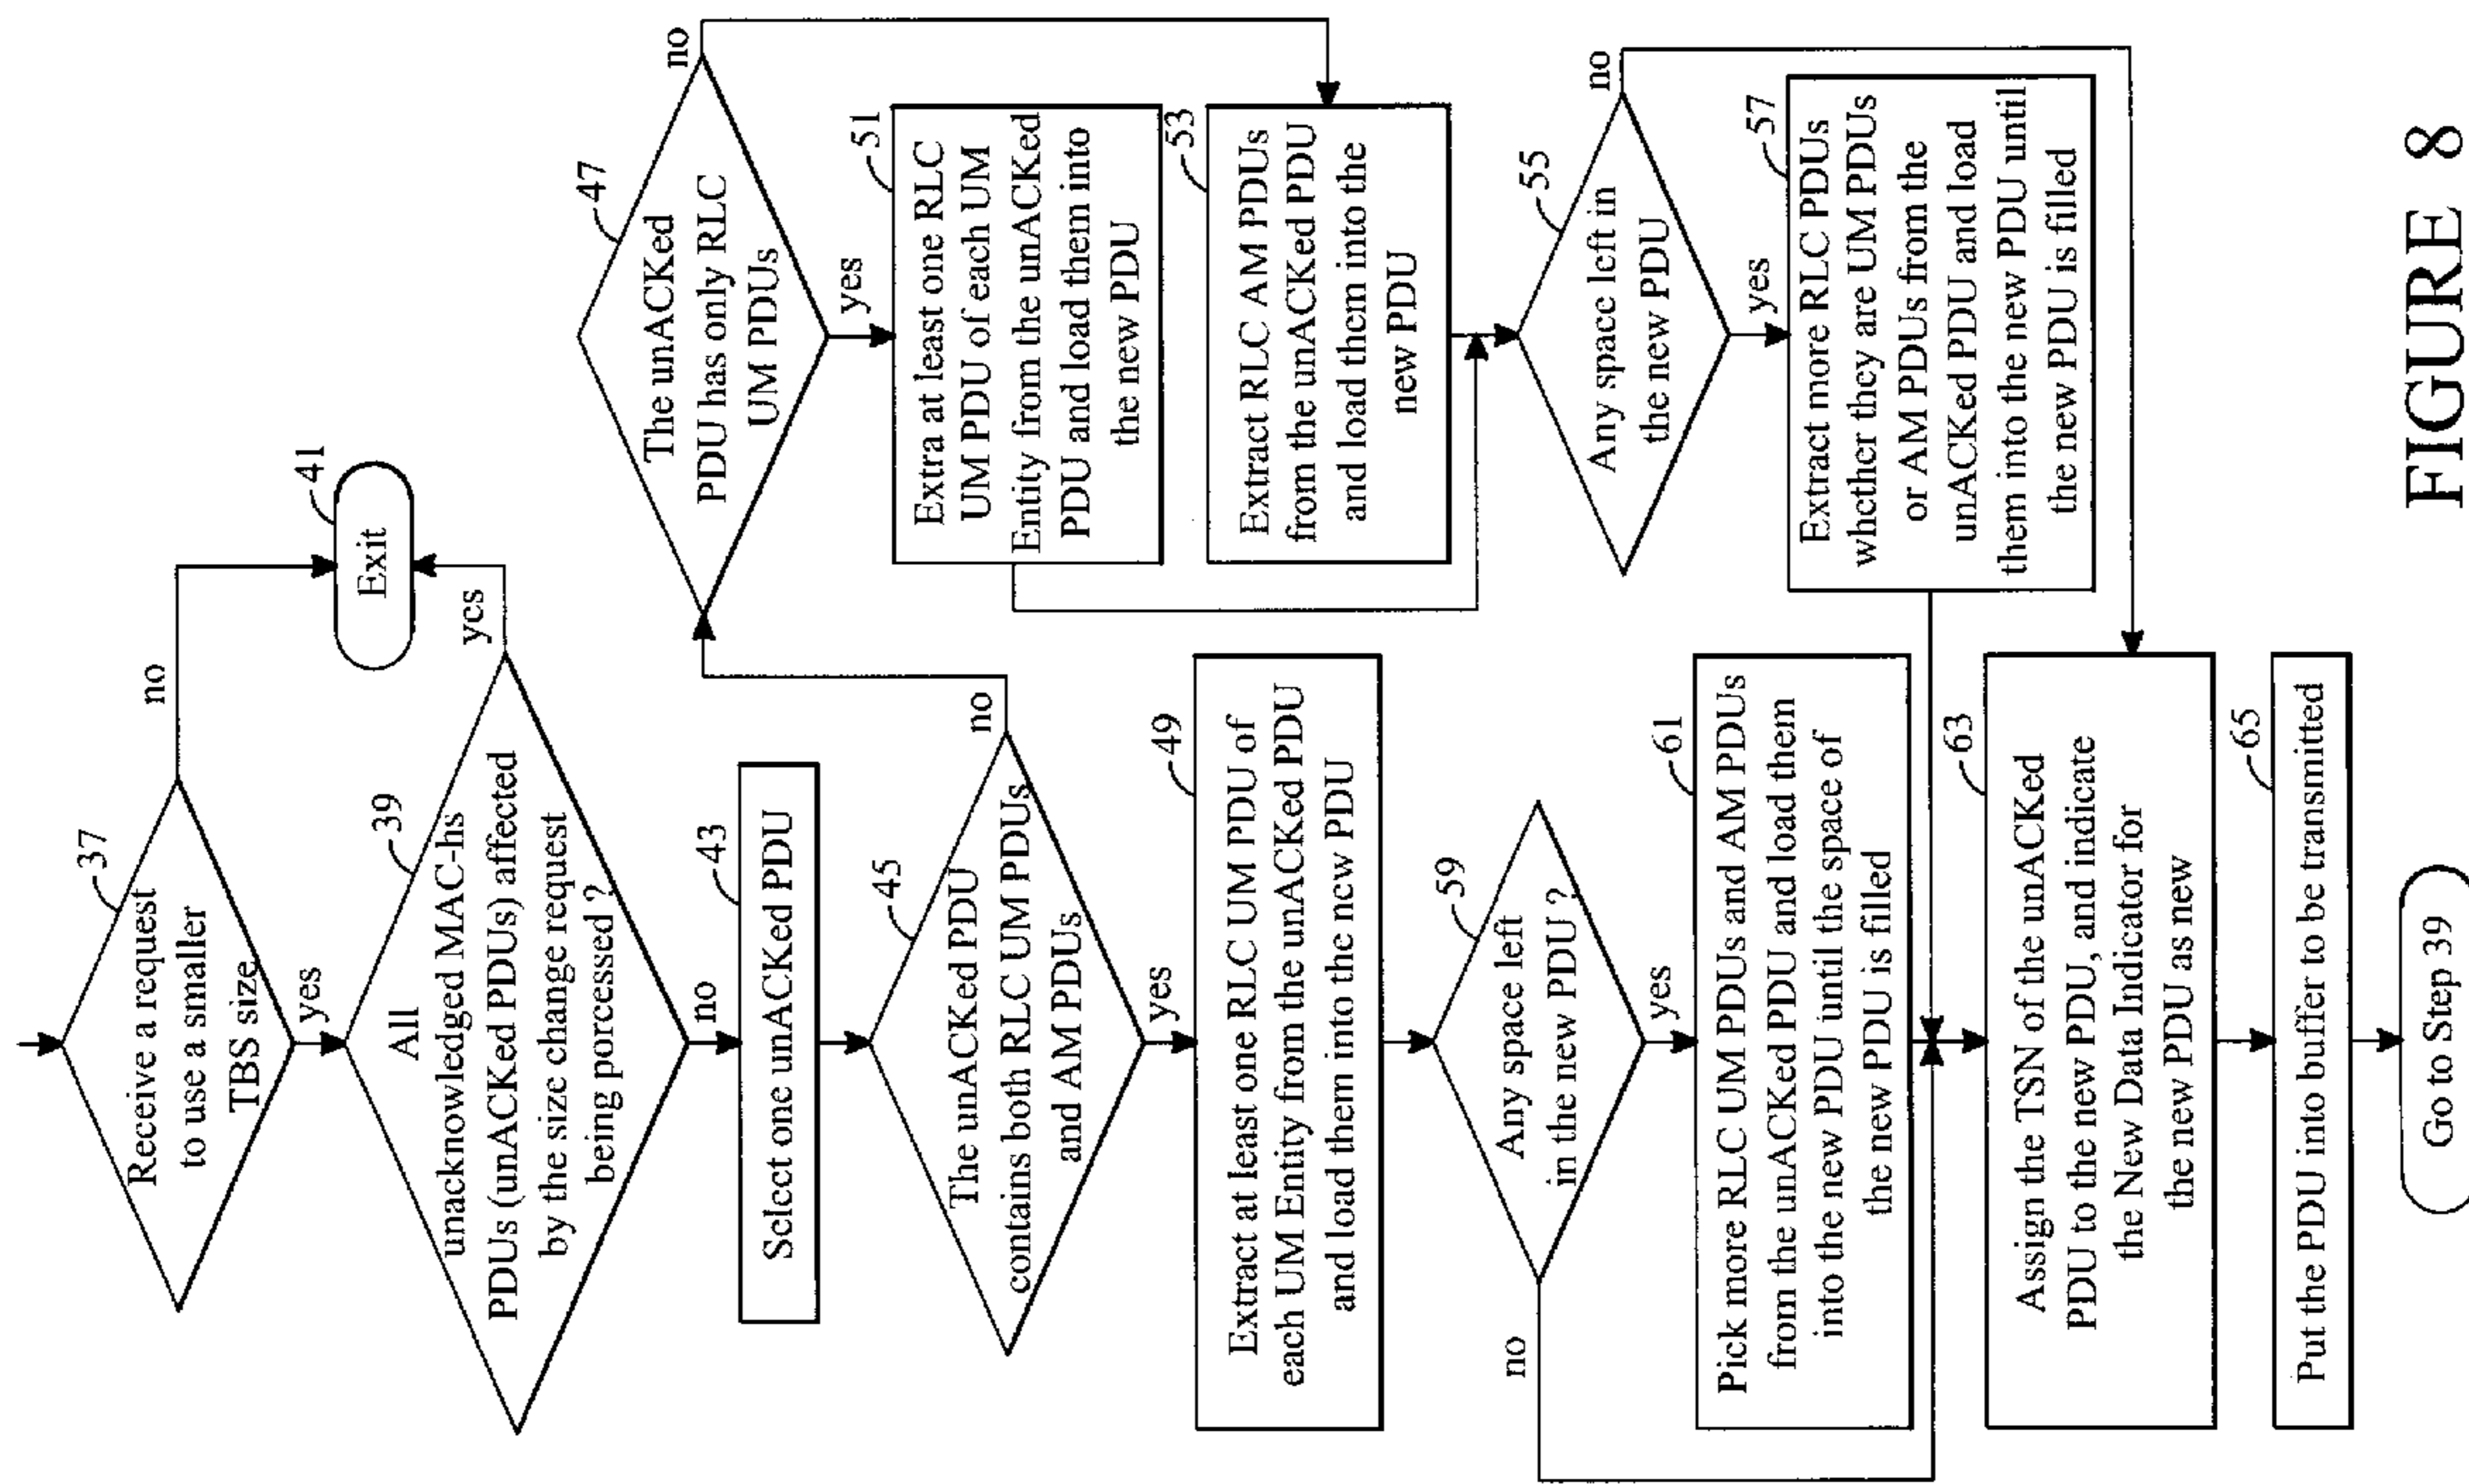 37
Receive a request
to use a smaller
TBS size
no
yes
39
All
unacknowledged MAC-hs
PDUs (unACKed PDUs) affected
by the size change request
being porcessed ?
yes
41
Exit
no
43
Select one unACKed PDU
45
The unACKed PDU
contains both RLC UM PDUs
and AM PDUs
no
yes
47
The unACKed
PDU has only RLC
UM PDUs
no
yes
49
Extract at least one RLC UM PDU of
each UM Entity from the unACKed PDU
and load them into the new PDU
51
Extra at least one RLC
UM PDU of each UM
Entity from the unACKed
PDU and load them into
the new PDU
53
Extract RLC AM PDUs
from the unACKed PDU
and load them into the
new PDU
55
Any space left in
the new PDU
no
yes
57
Extract more RLC PDUs
whether they are UM PDUs
or AM PDUs from the
unACKed PDU and load
them into the new PDU until
the new PDU is filled
59
Any space left
in the new PDU ?
no
yes
61
Pick more RLC UM PDUs and AM PDUs
from the unACKed PDU and load them
into the new PDU until the space of
the new PDU is filled
63
Assign the TSN of the unACKed
PDU to the new PDU, and indicate
the New Data Indicator for
the new PDU as new
65
Put the PDU into buffer to be transmitted
Go to Step 39
FIGURE 8